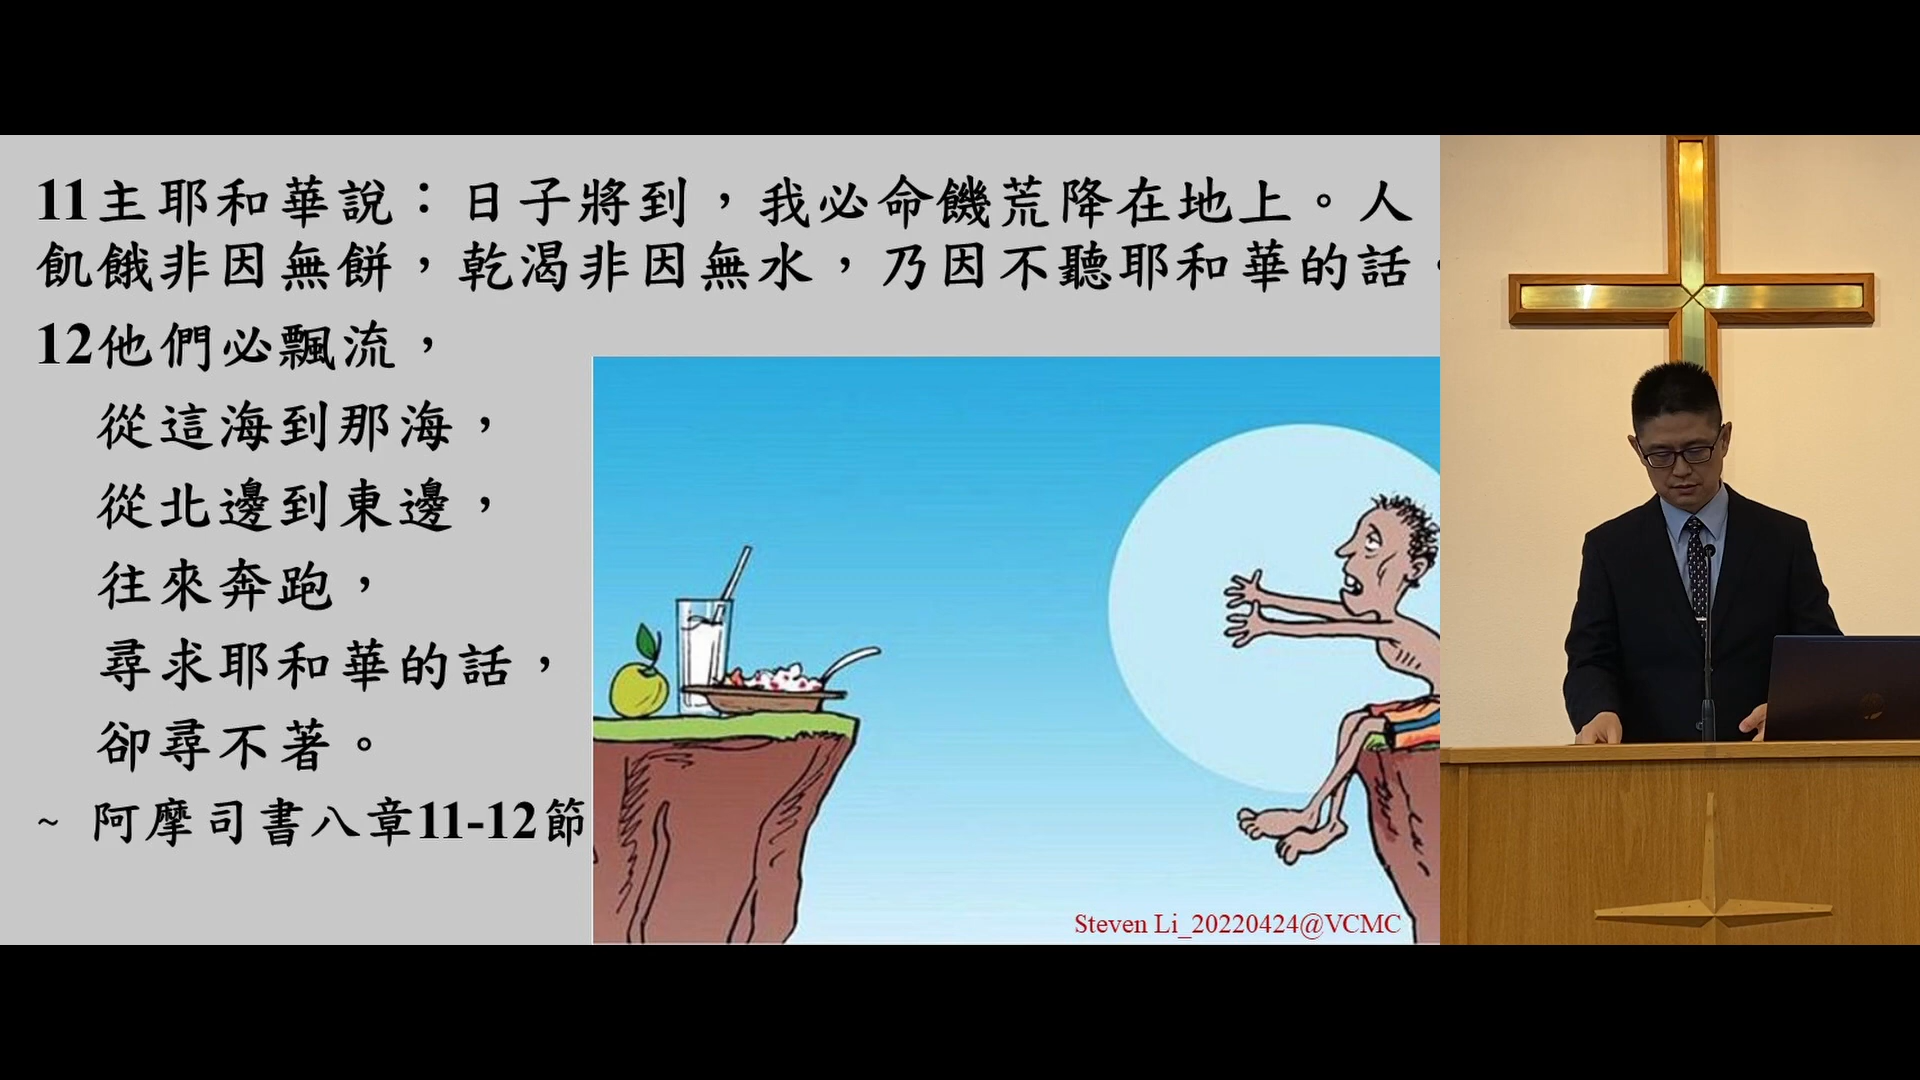 11主耶和華說：日子將到，我必命饑荒降在地上。人
飢餓非因無餅，乾渴非因無水，乃因不聽耶和華的話。
12他們必飄流，
從這海到那海，
從北邊到東邊，
往來奔跑，
尋求耶和華的話，
卻尋不著。
~ 阿摩司書八章11-12節
Steven Li_20220424@VCMC